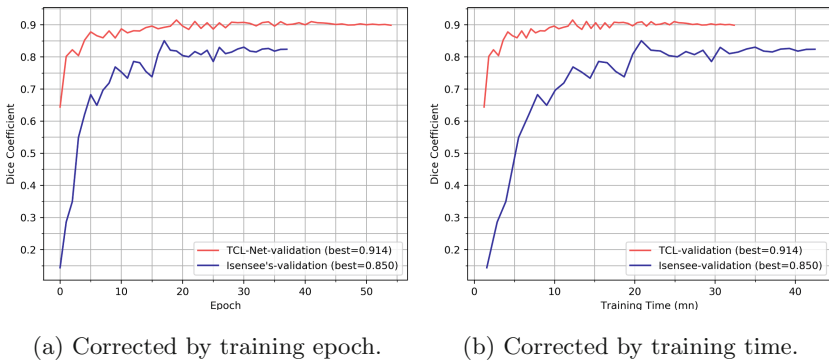 Dice Coefficient
0.9
0.8
0.7
0.6
0.5
0.4
0.3
0.2
TCL-Net-validation (best=0.914)
Isensee's-validation (best=0.850)
0 10 20 30 40 50
Epoch
Dice Coefficient
0.9
0.8
0.7
0.6
0.5
0.4
0.3
0.2
TCL-validation (best=0.914)
Isensee-validation (best=0.850)
0 10 20 30 40
Training Time (mn)
(a) Corrected by training epoch.
(b) Corrected by training time.